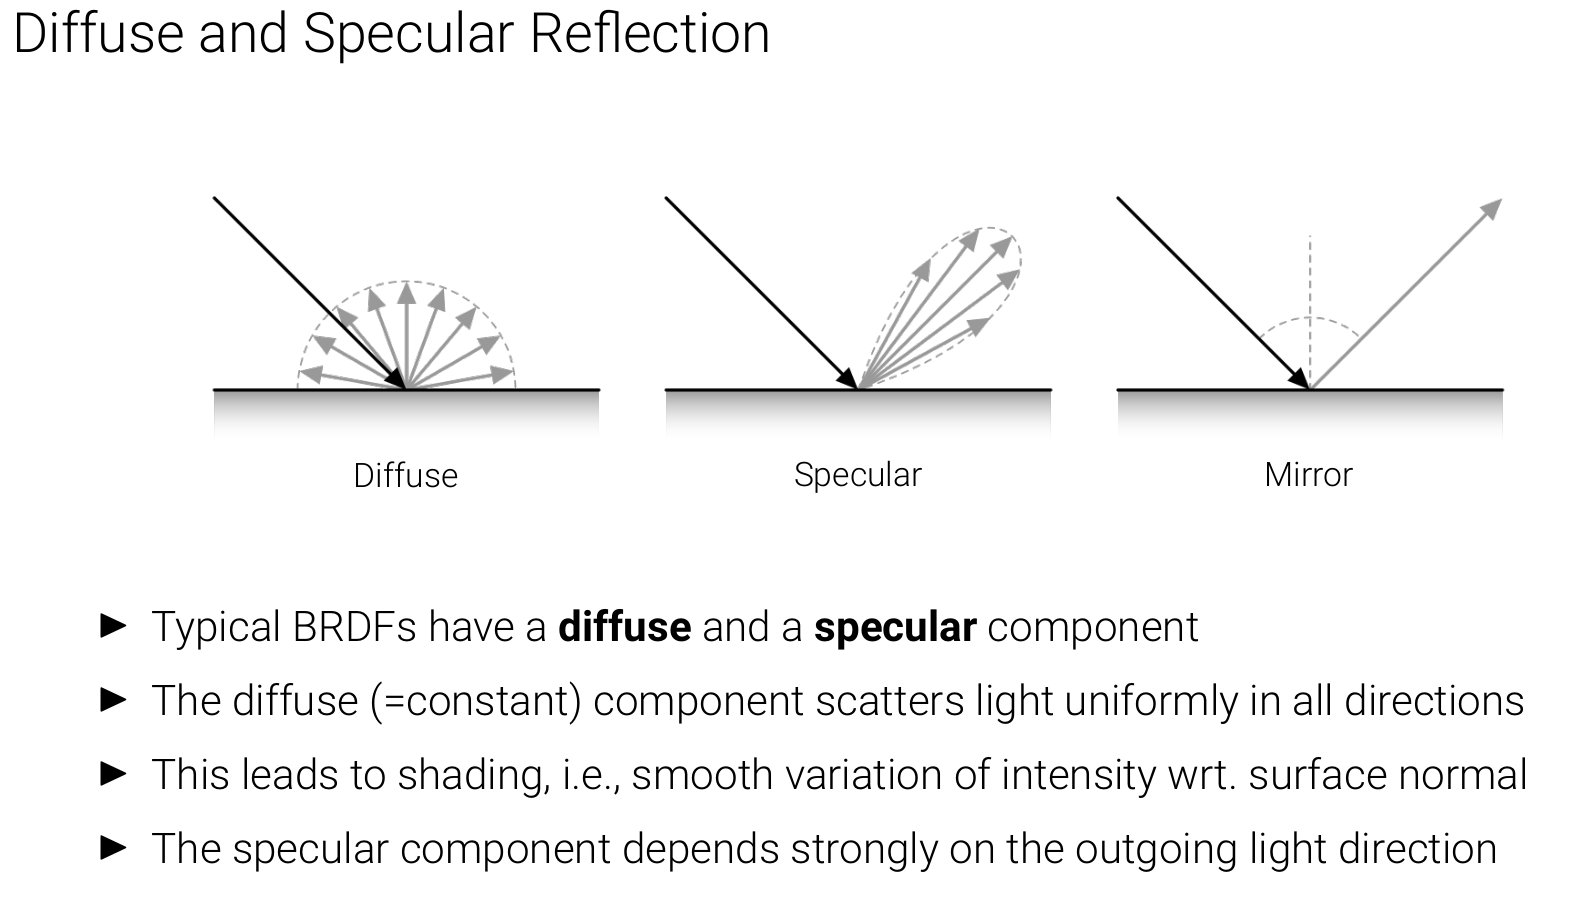 Diffuse and Specular Reflection
Diffuse
Specular
Mirror
► Typical BRDFs have a diffuse and a specular component
► The diffuse (=constant) component scatters light uniformly in all directions
► This leads to shading, i.e., smooth variation of intensity wrt. surface normal
► The specular component depends strongly on the outgoing light direction